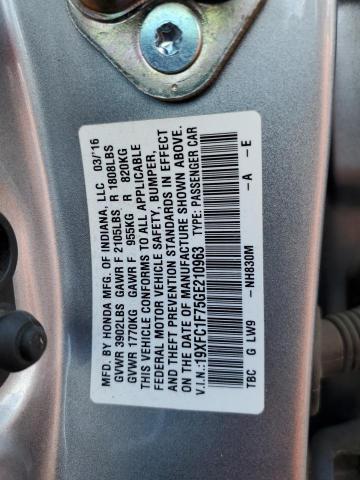 MFD. BY HONDA MFG. OF INDIANA, LLC 03/'16
GVWR 3902LBS GAWR F 2105LBS R 1808LBS
GVWR 1770KG GAWR F 955KG R 820KG
THIS VEHICLE CONFORMS TO ALL APPLICABLE
FEDERAL MOTOR VEHICLE SAFETY, BUMPER,
AND THEFT PREVENTION STANDARDS IN EFFECT
ON THE DATE OF MANUFACTURE SHOWN ABOVE.
V.I.N.:19XFC1F75GE210963 TYPE: PASSENGER CAR
TBC G LW9 -NH830M -A -E